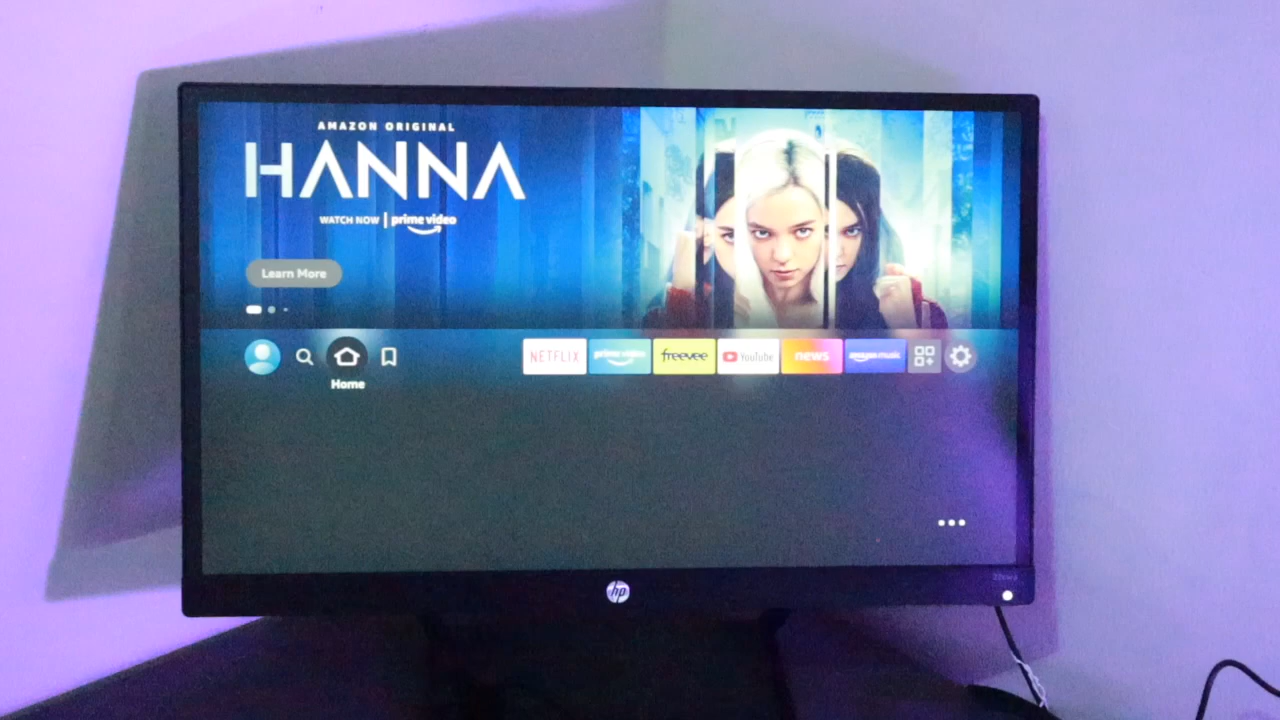 AMAZON ORIGINAL
HANNA
WATCH NOW | prime video
Learn More
NETFLIX
prime video
freevee
YouTube
news
amazon music
Home
hp